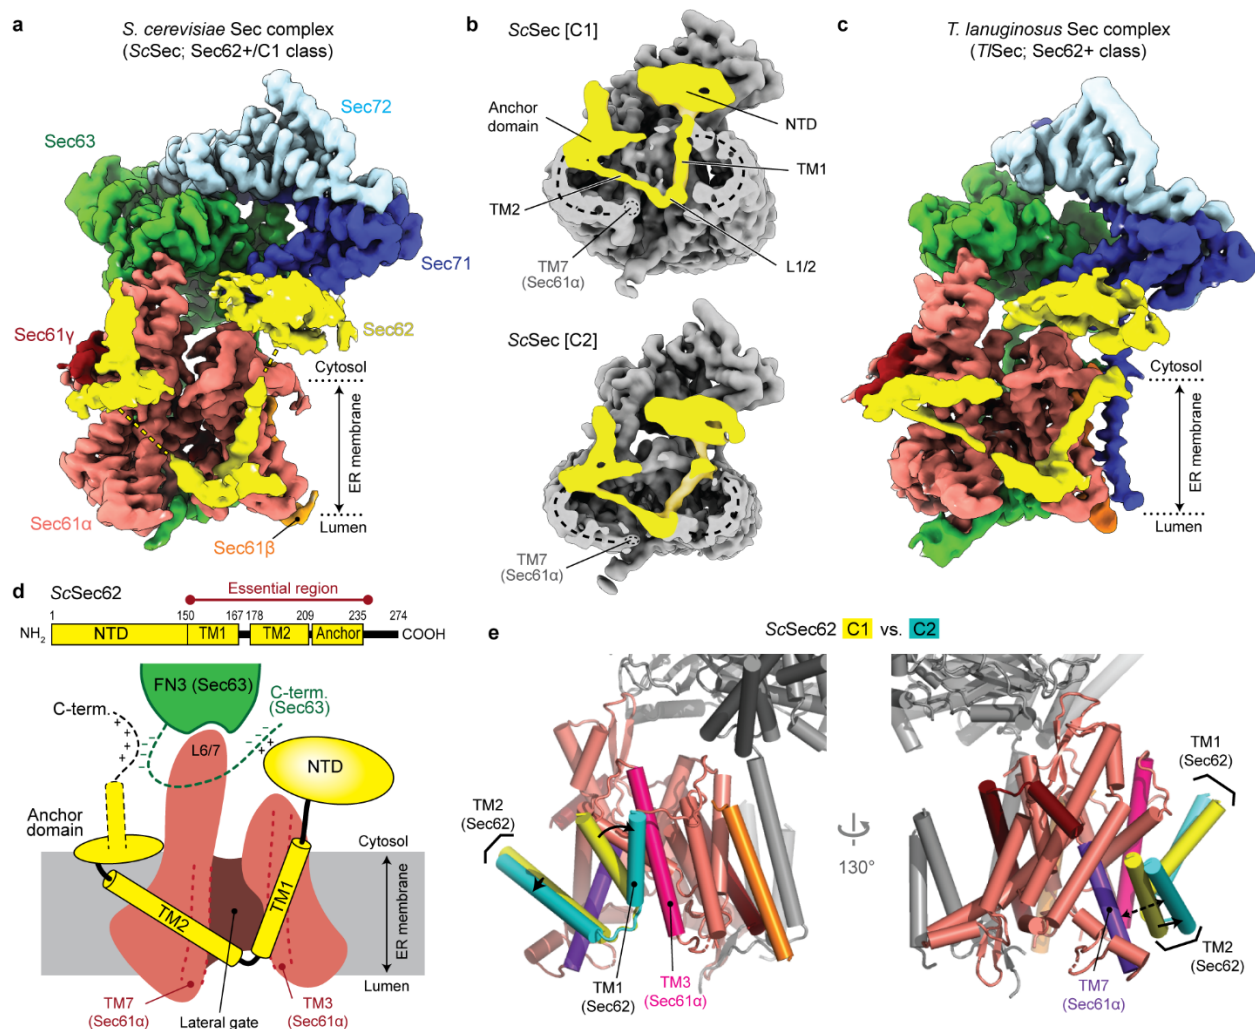 a
S. cerevisiae Sec complex
(ScSec; Sec62+/C1 class)
Sec72
Sec63
Sec71
Sec61γ
Sec62
Cytosol
ER membrane
Lumen
Sec61α
Sec61β
b
ScSec [C1]
Anchor
domain
NTD
TM1
TM2
TM7
(Sec61α)
L1/2
ScSec [C2]
TM7
(Sec61α)
c
T. lanuginosus Sec complex
(TlSec; Sec62+ class)
Cytosol
ER membrane
Lumen
d
ScSec62
Essential region
1 150 167 178 209 235 274
NH2 NTD TM1 TM2 Anchor COOH
FN3 (Sec63)
C-term.
C-term.
(Sec63)
+ + +
− − −
− − −
+ +
L6/7
NTD
Anchor
domain
Cytosol
TM1
TM2
ER membrane
Lumen
TM7
(Sec61α)
Lateral gate
TM3
(Sec61α)
e
ScSec62 C1 vs. C2
TM2
(Sec62)
TM1
(Sec62)
TM3
(Sec61α)
130°
TM1
(Sec62)
TM2
(Sec62)
TM7
(Sec61α)